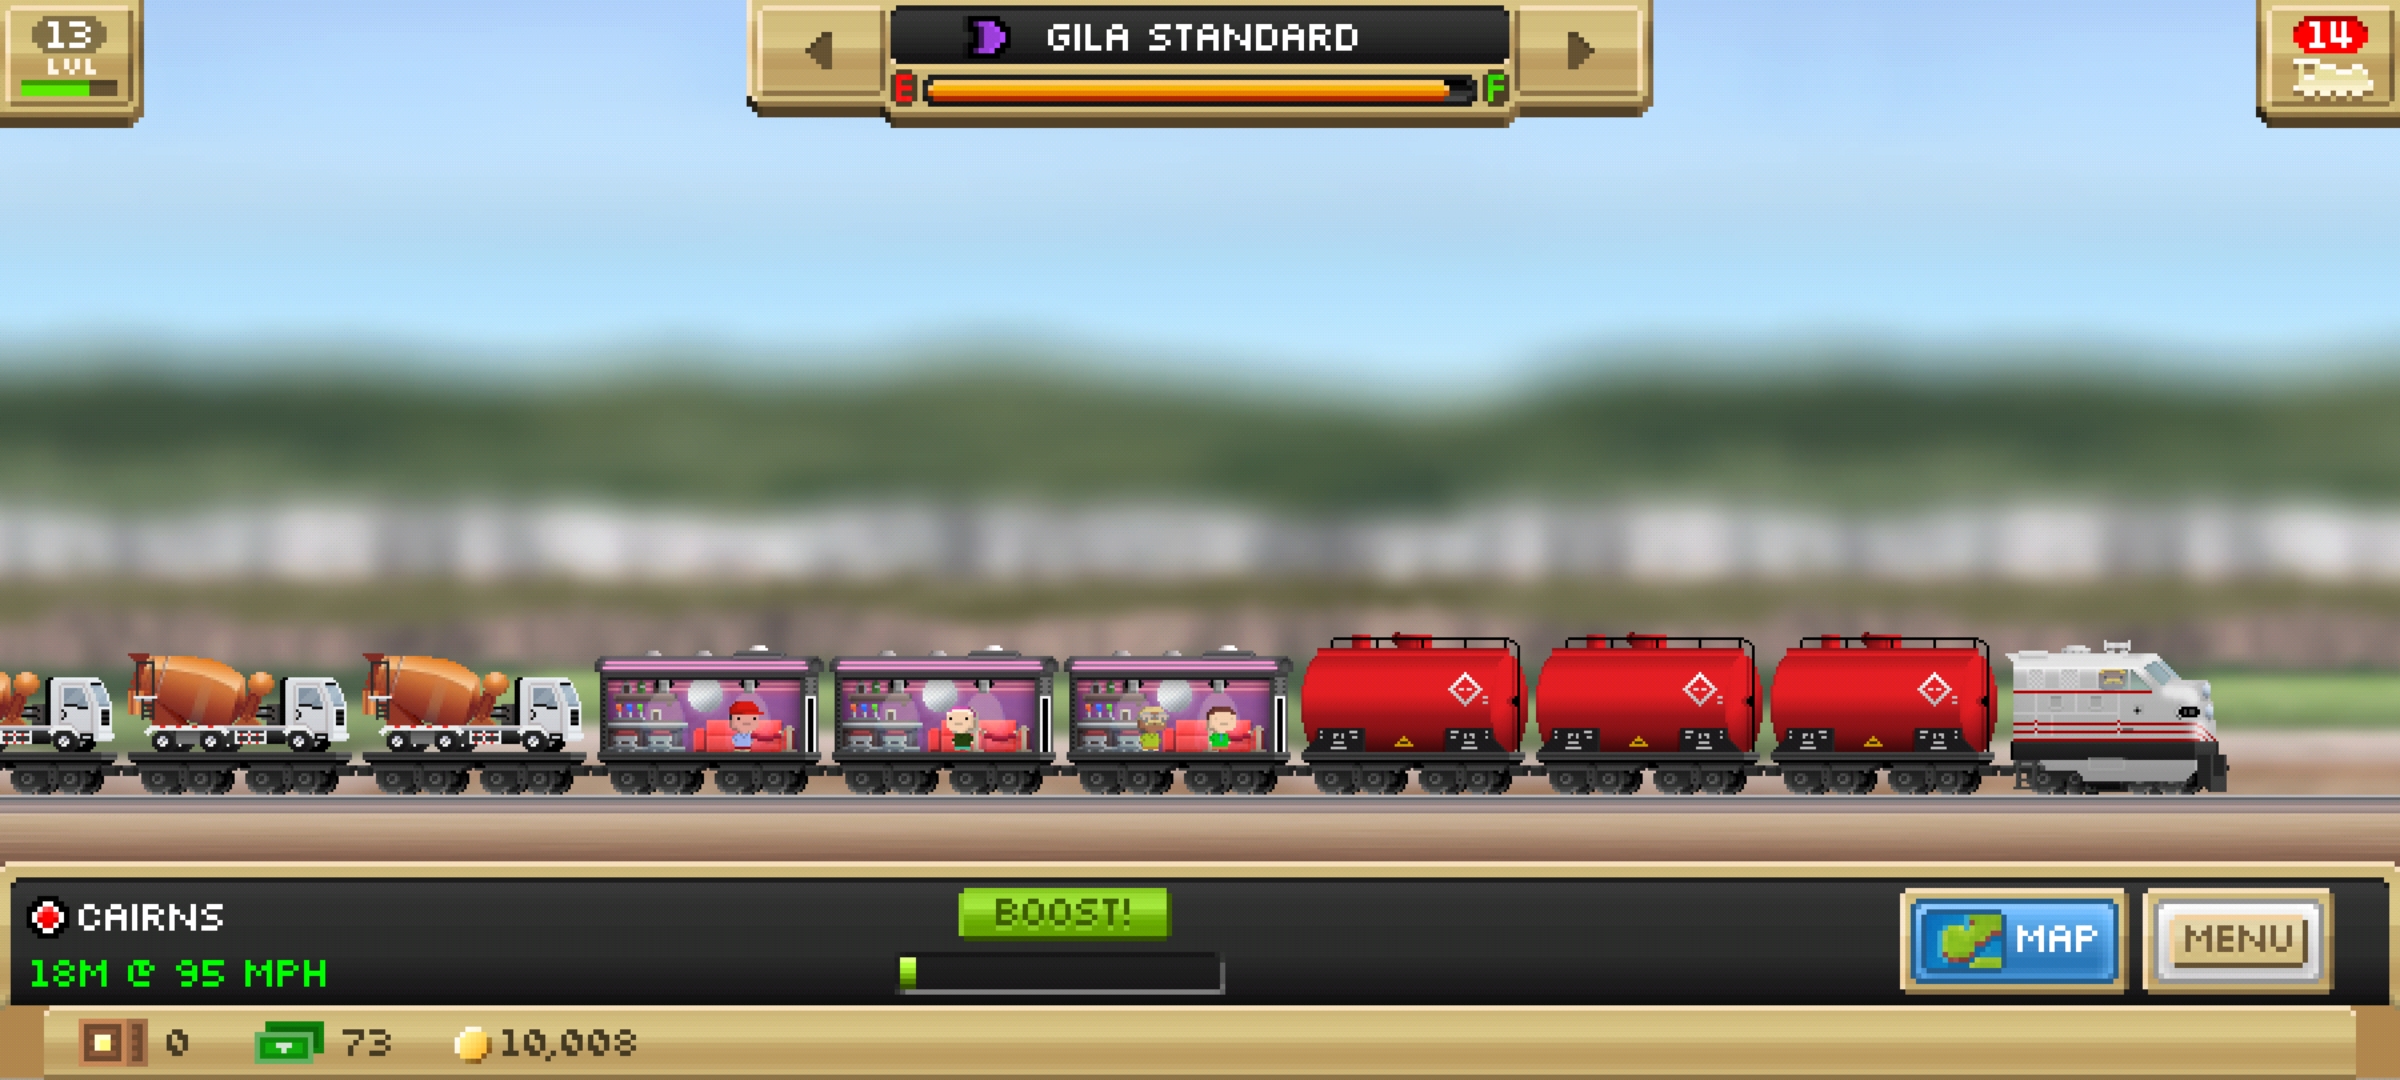 13
LVL
GILA STANDARD
E
F
14
CAIRNS
18M @ 95 MPH
BOOST!
MAP
MENU
0
73
10,008